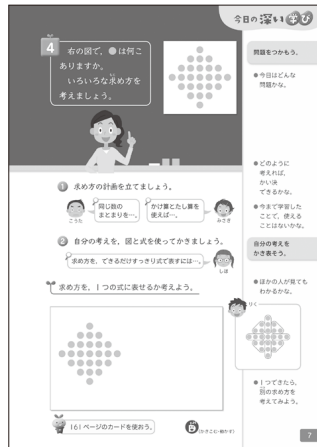 今日の深い学び
4
右の図で、●は何こ
ありますか。
いろいろな求め方を
考えましょう。
問題をつかもう。
●今日はどんな
問題かな。
●どのように
考えれば、
かい決
できるかな。
●今まで学習した
ことで、使える
ことはないかな。
1 求め方の計画を立てましょう。
同じ数の
まとまりを…。
こうた
かけ算とたし算を
使えば…。
みさき
2 自分の考えを、図と式を使ってかきましょう。
求め方を、できるだけすっきり式で表すには…。
しほ
自分の考えを
かき表そう。
●ほかの人が見ても
わかるかな。
りく
求め方を、1つの式に表せるか考えよう。
●1つできたら、
別の求め方を
考えてみよう。
161ページのカードを使おう。
7